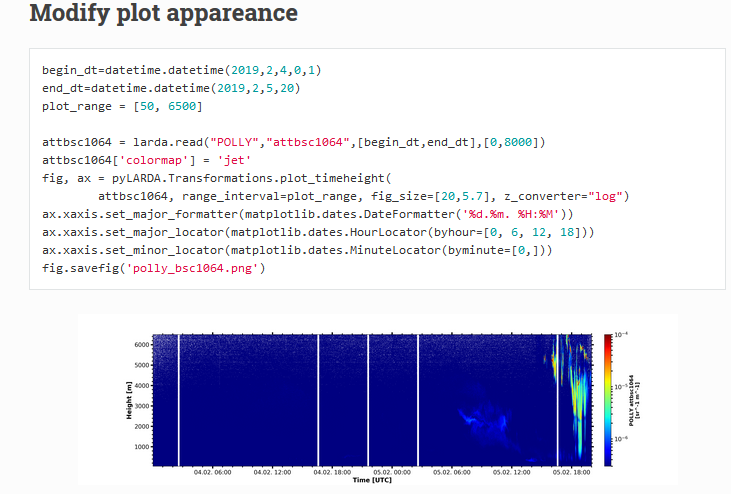 Modify plot appareance
begin_dt=datetime.datetime(2019,2,4,0,1)
end_dt=datetime.datetime(2019,2,5,20)
plot_range = [50, 6500]
attbsc1064 = larda.read("POLLY","attbsc1064",[begin_dt,end_dt],[0,8000])
attbsc1064['colormap'] = 'jet'
fig, ax = pyLARDA.Transformations.plot_timeheight(
attbsc1064, range_interval=plot_range, fig_size=[20,5.7], z_converter="log")
ax.xaxis.set_major_formatter(matplotlib.dates.DateFormatter('%d.%m. %H:%M'))
ax.xaxis.set_major_locator(matplotlib.dates.HourLocator(byhour=[0, 6, 12, 18]))
ax.xaxis.set_minor_locator(matplotlib.dates.MinuteLocator(byminute=[0,]))
fig.savefig('polly_bsc1064.png')
Height [m]
6000
5000
4000
3000
2000
1000
04.02. 06:00 04.02. 12:00 04.02. 18:00 05.02. 00:00 05.02. 06:00 05.02. 12:00 05.02. 18:00
Time [UTC]
10⁻⁴
10⁻⁵
10⁻⁶
POLLY attbsc1064
[sr^-1 m^-1]